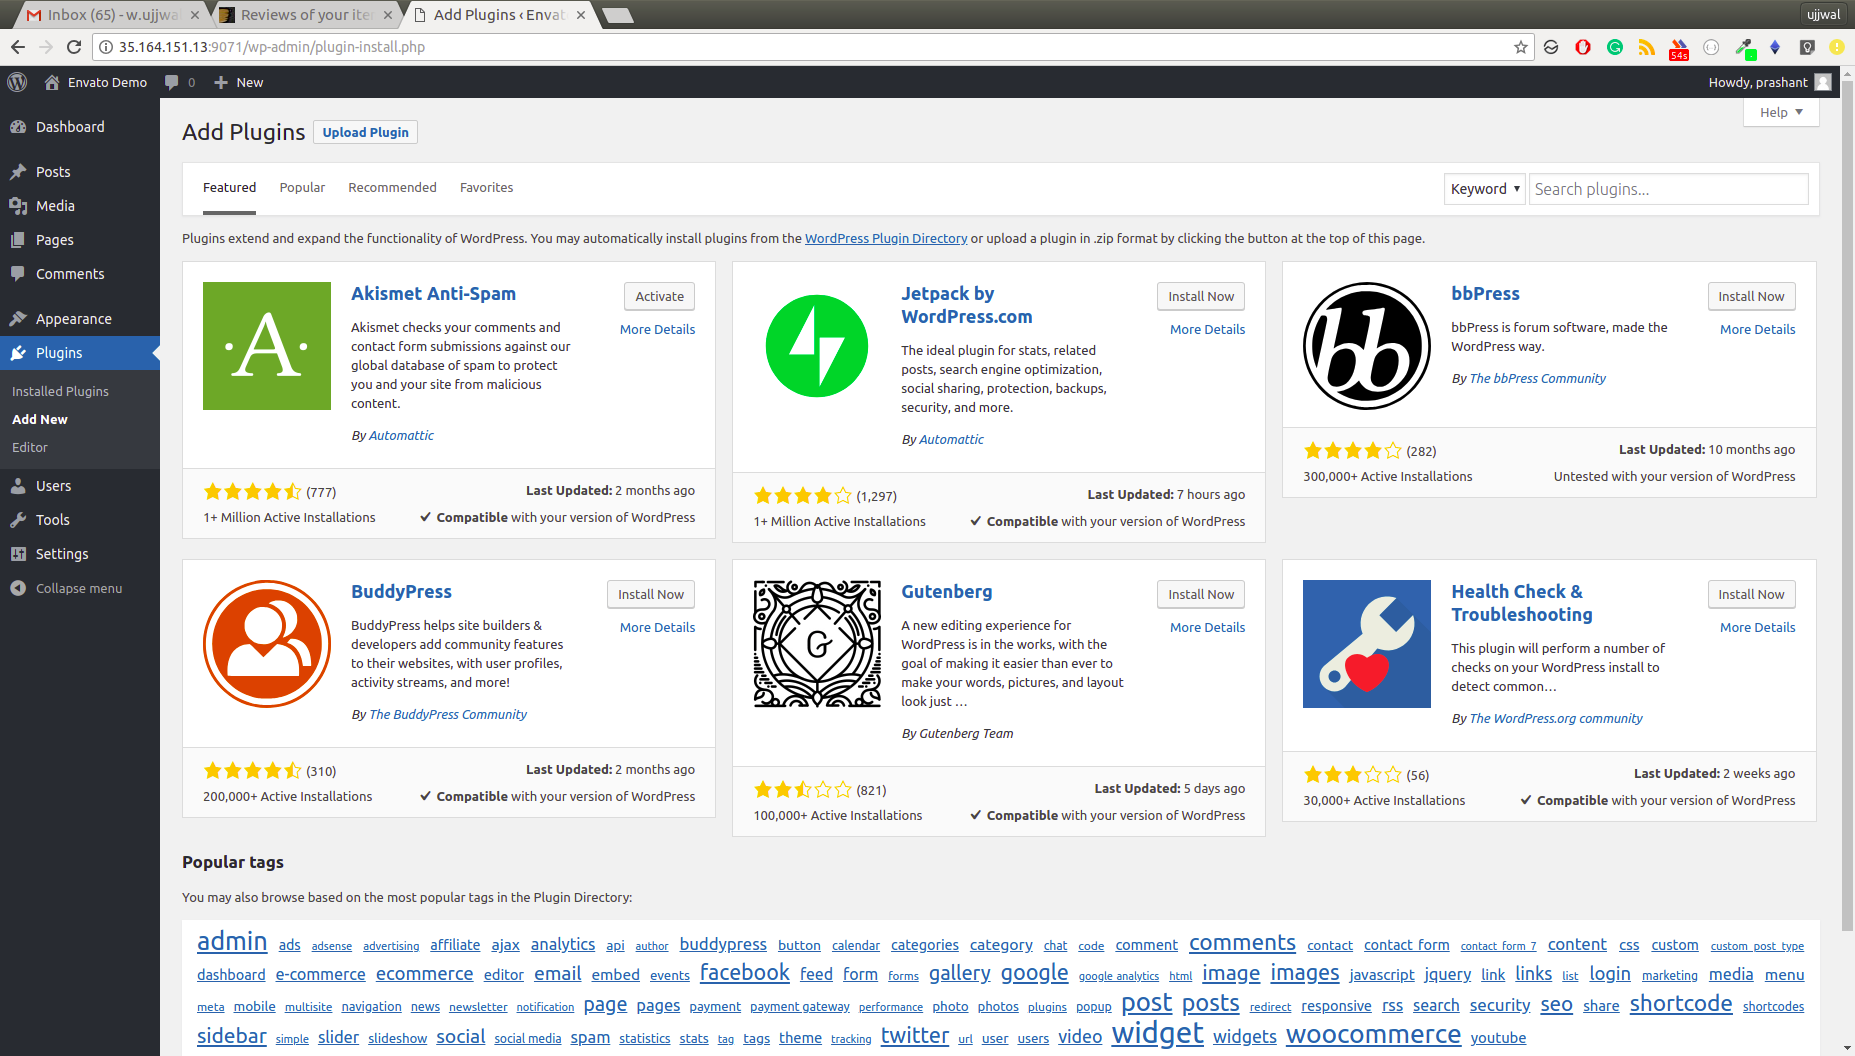 Inbox (65) - w.ujjwa
Reviews of your ite
Add Plugins ‹ Envat
ujjwal
35.164.151.13:9071/wp-admin/plugin-install.php
54s
Envato Demo
0
New
Howdy, prashant
Dashboard
Posts
Media
Pages
Comments
Appearance
Plugins
Installed Plugins
Add New
Editor
Users
Tools
Settings
Collapse menu
Help
Add Plugins
Upload Plugin
Featured
Popular
Recommended
Favorites
Keyword
Search plugins...
Plugins extend and expand the functionality of WordPress. You may automatically install plugins from the WordPress Plugin Directory or upload a plugin in .zip format by clicking the button at the top of this page.
A
Akismet Anti-Spam
Activate
More Details
Akismet checks your comments and
contact form submissions against our
global database of spam to protect
you and your site from malicious
content.
By Automattic
(777)
Last Updated: 2 months ago
1+ Million Active Installations
Compatible with your version of WordPress
Jetpack by
WordPress.com
Install Now
More Details
The ideal plugin for stats, related
posts, search engine optimization,
social sharing, protection, backups,
security, and more.
By Automattic
(1,297)
Last Updated: 7 hours ago
1+ Million Active Installations
Compatible with your version of WordPress
bb
bbPress
Install Now
More Details
bbPress is forum software, made the
WordPress way.
By The bbPress Community
(282)
Last Updated: 10 months ago
300,000+ Active Installations
Untested with your version of WordPress
BuddyPress
Install Now
More Details
BuddyPress helps site builders &
developers add community features
to their websites, with user profiles,
activity streams, and more!
By The BuddyPress Community
(310)
Last Updated: 2 months ago
200,000+ Active Installations
Compatible with your version of WordPress
G
Gutenberg
Install Now
More Details
A new editing experience for
WordPress is in the works, with the
goal of making it easier than ever to
make your words, pictures, and layout
look just …
By Gutenberg Team
(821)
Last Updated: 5 days ago
100,000+ Active Installations
Compatible with your version of WordPress
Health Check &
Troubleshooting
Install Now
More Details
This plugin will perform a number of
checks on your WordPress install to
detect common…
By The WordPress.org community
(56)
Last Updated: 2 weeks ago
30,000+ Active Installations
Compatible with your version of WordPress
Popular tags
You may also browse based on the most popular tags in the Plugin Directory:
admin ads adsense advertising affiliate ajax analytics api author buddypress button calendar categories category chat code comment comments contact contact form contact form 7 content css custom custom post type
dashboard e-commerce ecommerce editor email embed events facebook feed form forms gallery google google analytics html image images javascript jquery link links list login marketing media menu
meta mobile multisite navigation news newsletter notification page pages payment payment gateway performance photo photos plugins popup post posts redirect responsive rss search security seo share shortcode shortcodes
sidebar simple slider slideshow social social media spam statistics stats tag tags theme tracking twitter url user users video widget widgets woocommerce youtube